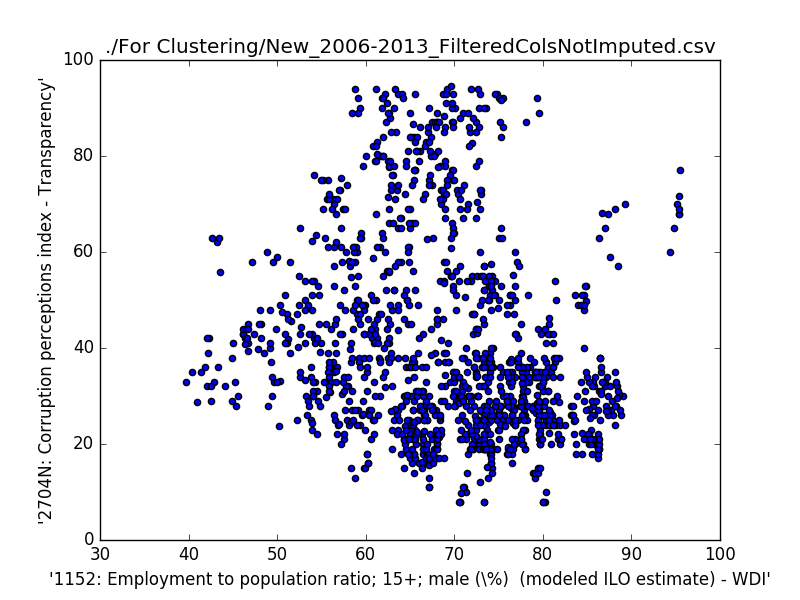 ./For Clustering/New_2006-2013_FilteredColsNotImputed.csv
100
80
60
40
20
0
'2704N: Corruption perceptions index - Transparency'
30 40 50 60 70 80 90 100
'1152: Employment to population ratio; 15+; male (\%)  (modeled ILO estimate) - WDI'